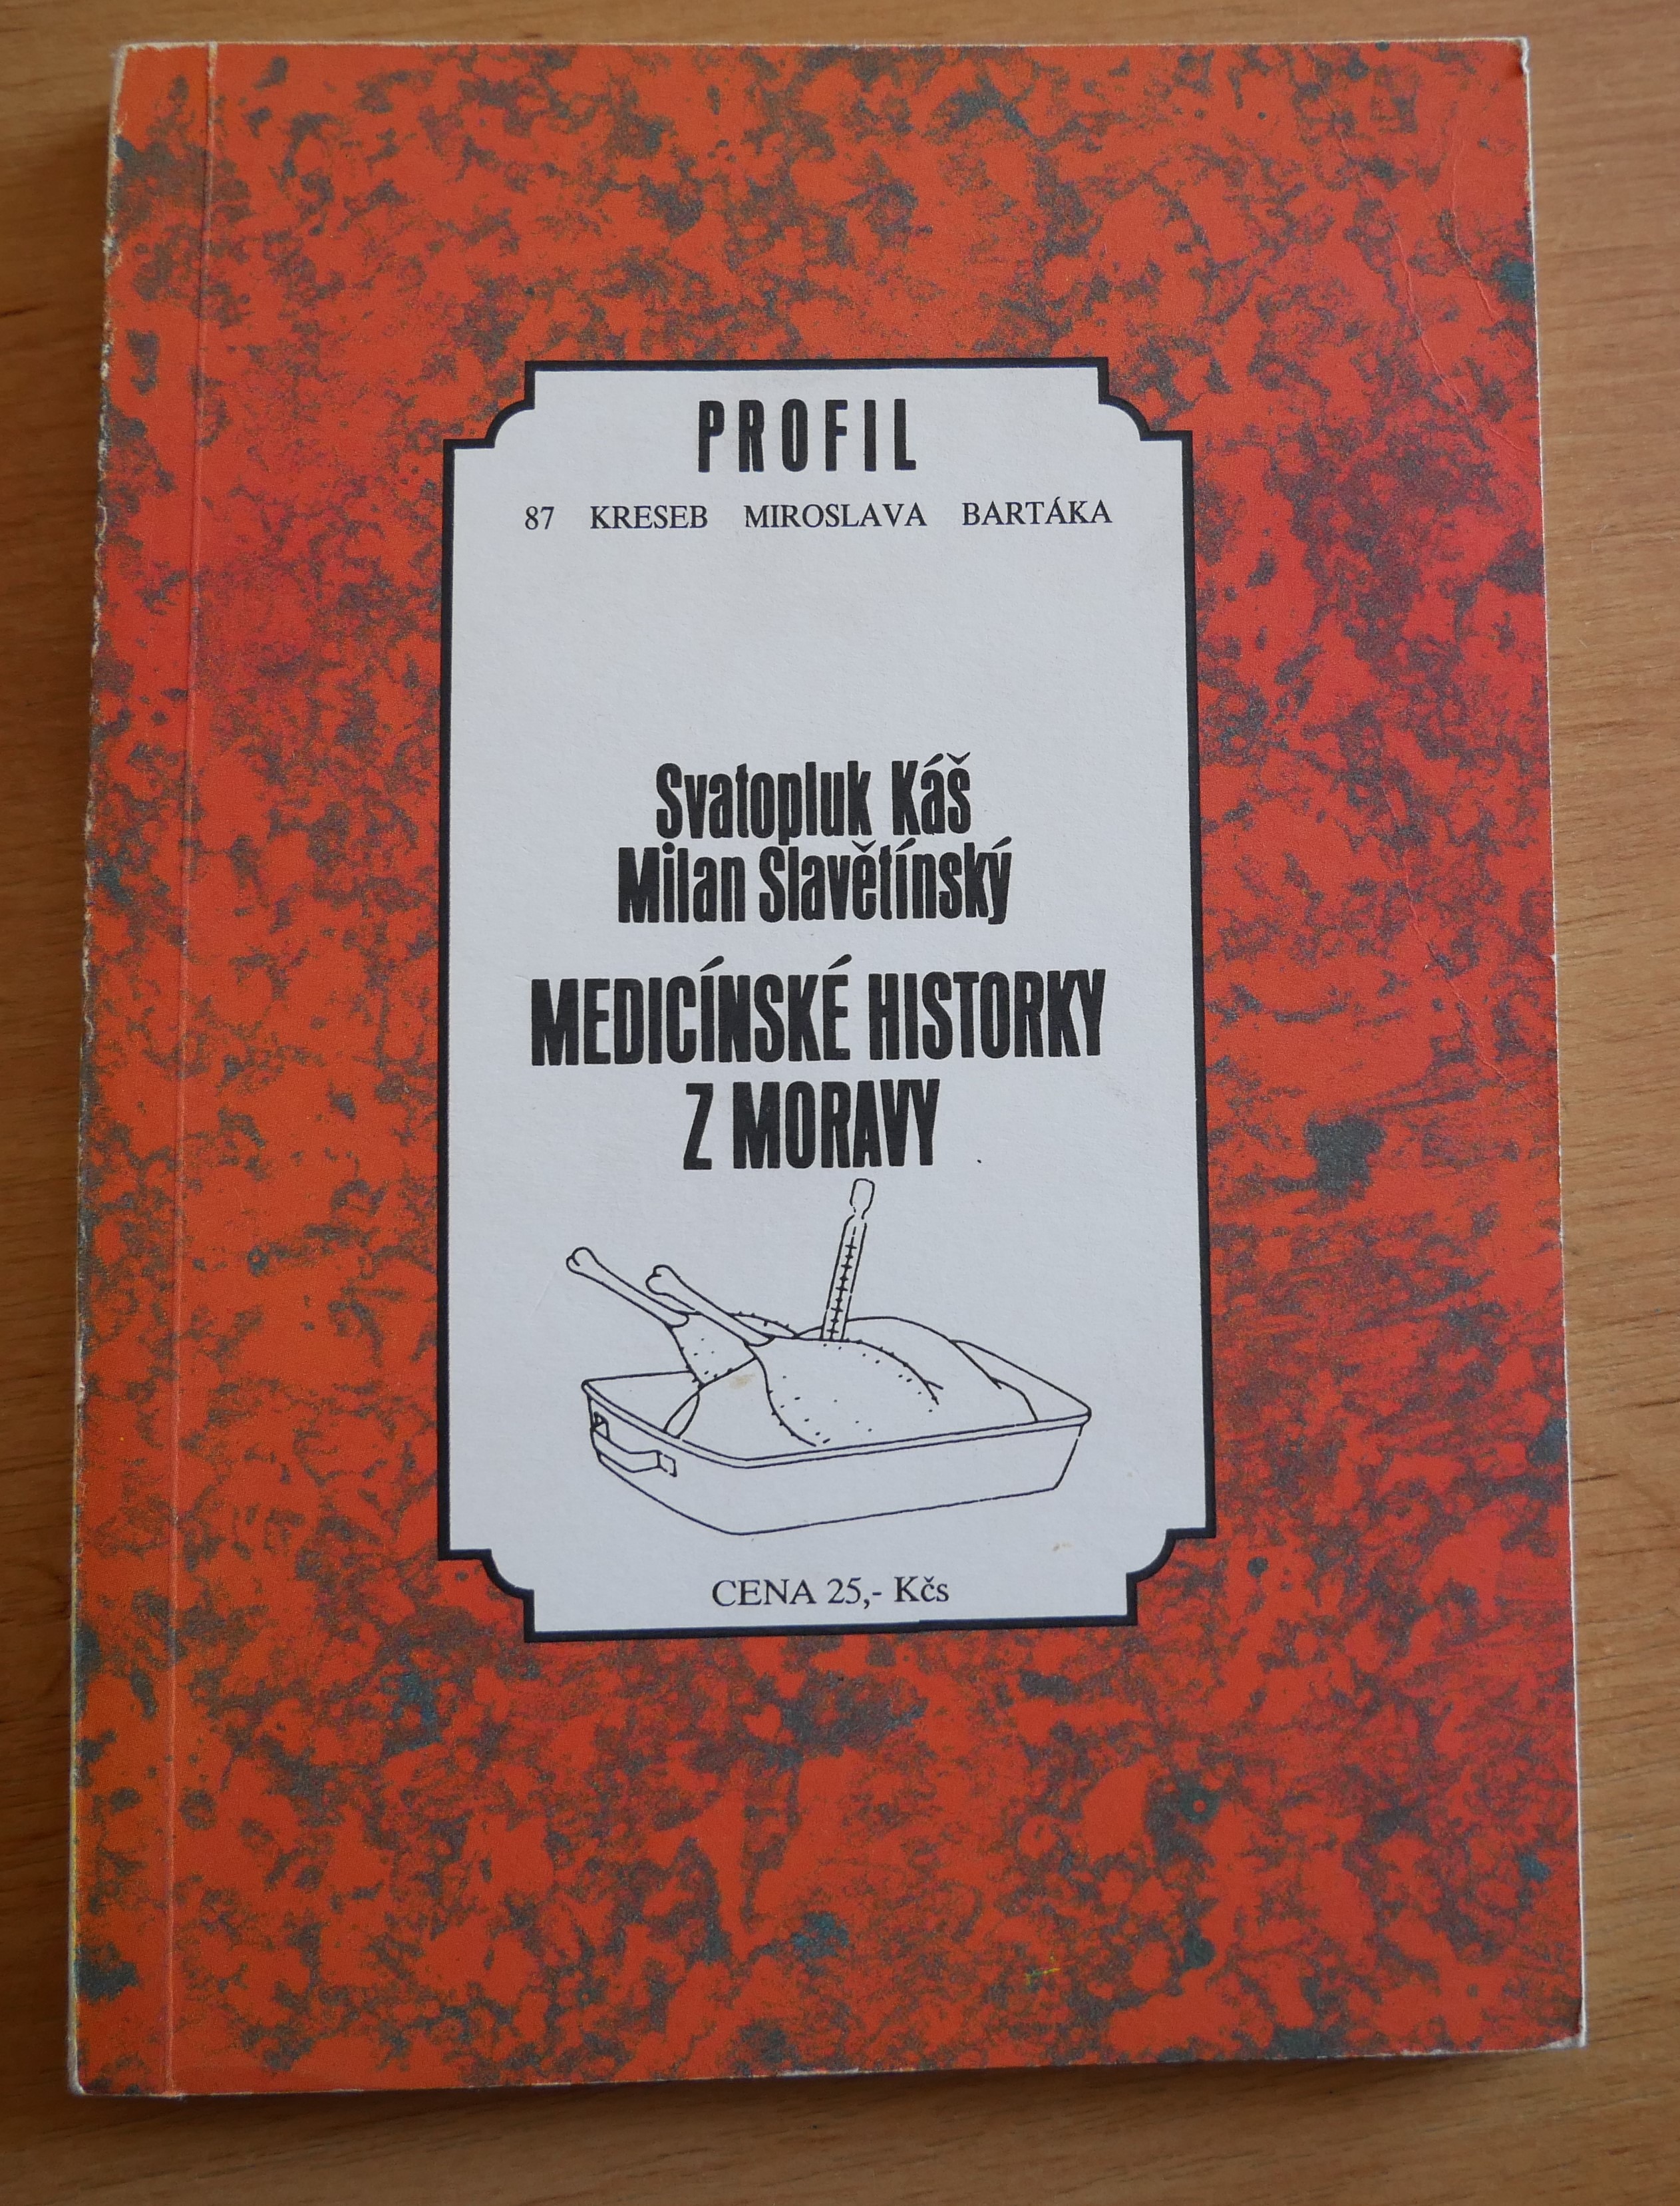 PROFIL
87 KRESEB MIROSLAVA BARTÁKA
Svatopluk Káš
Milan Slavětínský
MEDICÍNSKÉ HISTORKY
Z MORAVY
CENA 25,- Kčs